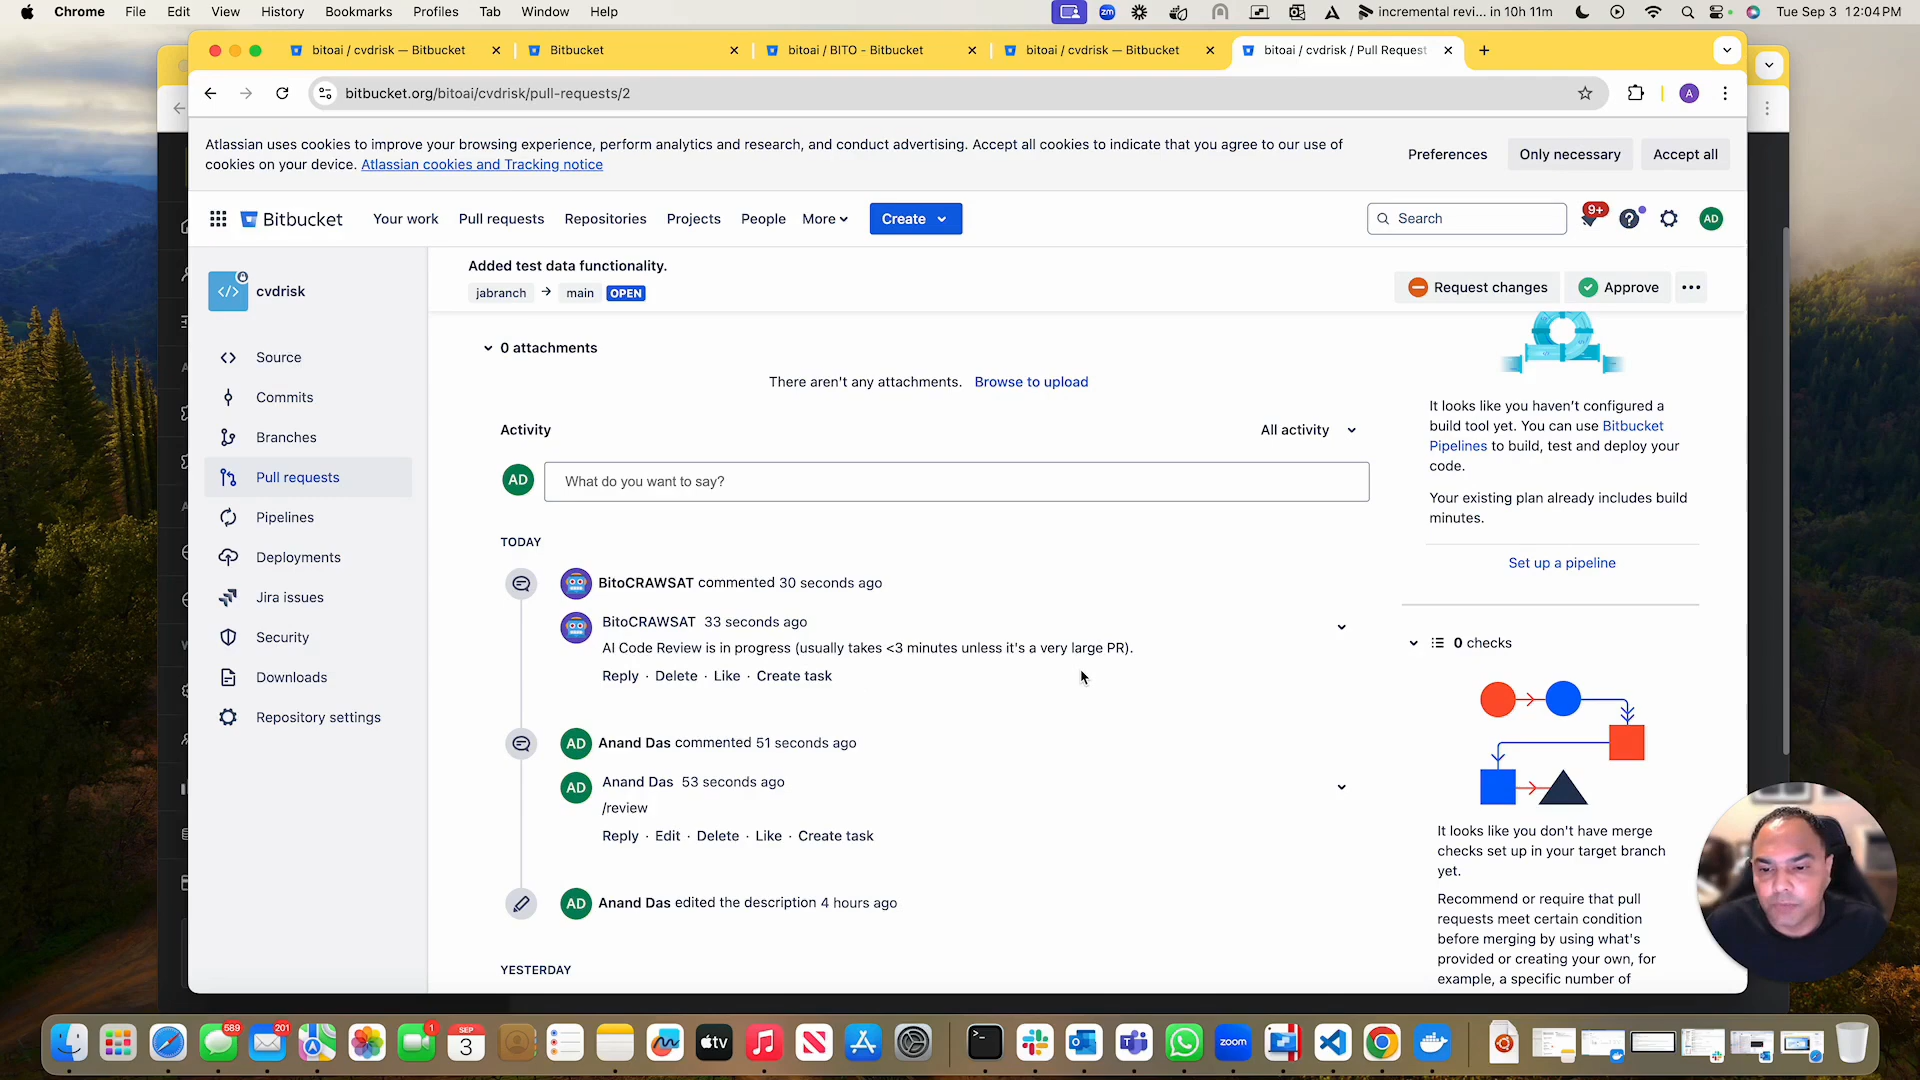 Chrome File Edit View History Bookmarks Profiles Tab Window Help
zm
incremental revi... in 10h 11m
Tue Sep 3 12:04 PM
bitoai / cvdrisk — Bitbucket
Bitbucket
bitoai / BITO - Bitbucket
bitoai / cvdrisk — Bitbucket
bitoai / cvdrisk / Pull Request
bitbucket.org/bitoai/cvdrisk/pull-requests/2
A
Atlassian uses cookies to improve your browsing experience, perform analytics and research, and conduct advertising. Accept all cookies to indicate that you agree to our use of
cookies on your device. Atlassian cookies and Tracking notice
Preferences
Only necessary
Accept all
Bitbucket
Your work
Pull requests
Repositories
Projects
People
More
Create
Search
9+
AD
cvdrisk
Source
Commits
Branches
Pull requests
Pipelines
Deployments
Jira issues
Security
Downloads
Repository settings
Added test data functionality.
jabranch → main OPEN
Request changes
Approve
0 attachments
There aren't any attachments. Browse to upload
Activity
All activity
AD
What do you want to say?
TODAY
BitoCRAWSAT commented 30 seconds ago
BitoCRAWSAT 33 seconds ago
AI Code Review is in progress (usually takes <3 minutes unless it's a very large PR).
Reply · Delete · Like · Create task
AD Anand Das commented 51 seconds ago
AD Anand Das 53 seconds ago
/review
Reply · Edit · Delete · Like · Create task
AD Anand Das edited the description 4 hours ago
YESTERDAY
It looks like you haven't configured a
build tool yet. You can use Bitbucket
Pipelines to build, test and deploy your
code.
Your existing plan already includes build
minutes.
Set up a pipeline
0 checks
It looks like you don't have merge
checks set up in your target branch
yet.
Recommend or require that pull
requests meet certain condition
before merging by using what's
provided or creating your own, for
example, a specific number of
589
201
1
SEP
3
tv
zoom